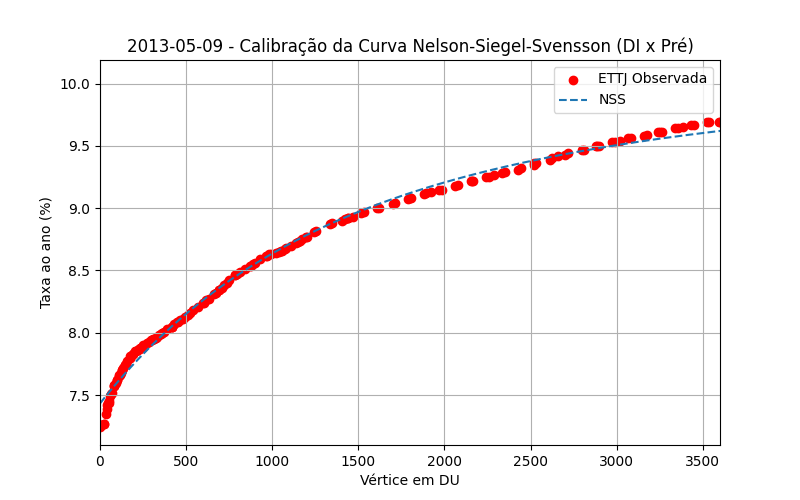 2013-05-09 - Calibração da Curva Nelson-Siegel-Svensson (DI x Pré)
ETTJ Observada
NSS
Taxa ao ano (%)
10.0
9.5
9.0
8.5
8.0
7.5
0 500 1000 1500 2000 2500 3000 3500
Vértice em DU